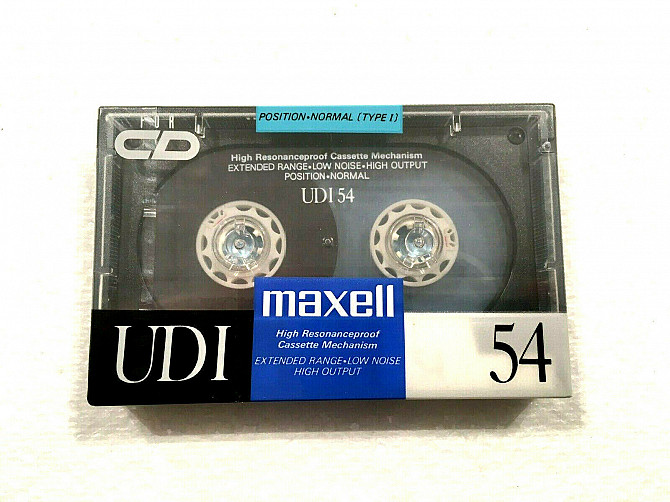 POSITION•NORMAL (TYPE I)
FOR
CD
High Resonanceproof Cassette Mechanism
EXTENDED RANGE•LOW NOISE•HIGH OUTPUT
POSITION•NORMAL
UDI 54
maxell
High Resonanceproof
Cassette Mechanism
EXTENDED RANGE•LOW NOISE
HIGH OUTPUT
UDI
54